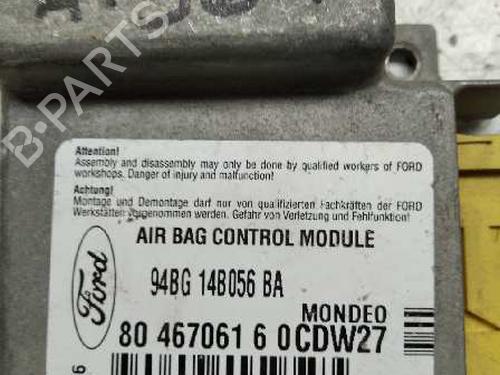 B-PARTS
Attention!
Assembly and disassembly may only be done by qualified workers of FORD
workshops. Danger of injury and malfunction!
Achtung!
Montage und Demontage darf nur von qualifizierten Fachkräften der FORD
Werkstätten vorgenommen werden. Gefahr von Verletzung und Fehlfunktion!
AIR BAG CONTROL MODULE
94BG 14B056 BA
MONDEO
Ford
80 467061 6 0CDW27